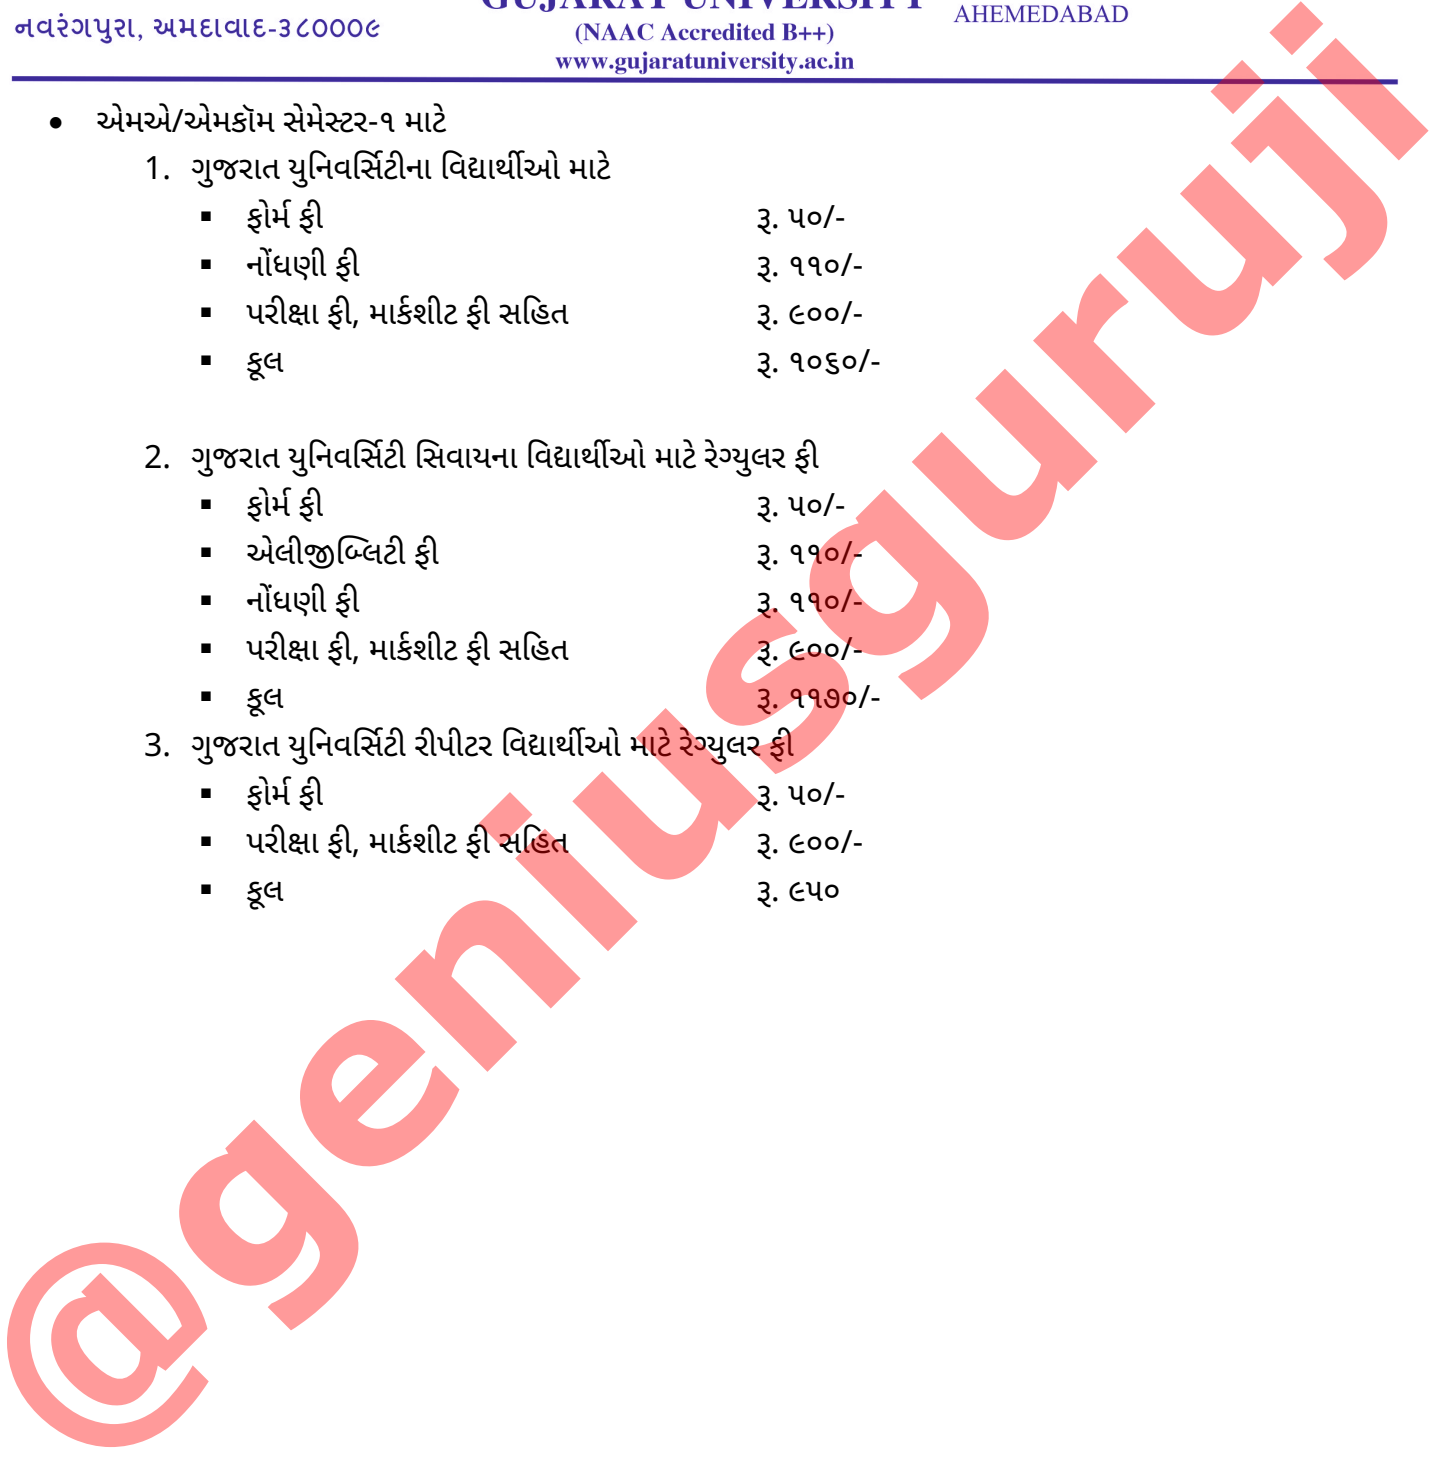 GUJARAT UNIVERSITY
AHEMEDABAD
નવરંગપુરા, અમદાવાદ-૩૮૦૦૦૯
(NAAC Accredited B++)
www.gujaratuniversity.ac.in
• એમએ/એમકૉમ સેમેસ્ટર-૧ માટે
1. ગુજરાત યુનિવર્સિટીના વિદ્યાર્થીઓ માટે
▪ ફોર્મ ફી રૂ. ૫૦/-
▪ નોંધણી ફી રૂ. ૧૧૦/-
▪ પરીક્ષા ફી, માર્કશીટ ફી સહિત રૂ. ૯૦૦/-
▪ કૂલ રૂ. ૧૦૬૦/-
2. ગુજરાત યુનિવર્સિટી સિવાયના વિદ્યાર્થીઓ માટે રેગ્યુલર ફી
▪ ફોર્મ ફી રૂ. ૫૦/-
▪ એલીજીબ્લિટી ફી રૂ. ૧૧૦/-
▪ નોંધણી ફી રૂ. ૧૧૦/-
▪ પરીક્ષા ફી, માર્કશીટ ફી સહિત રૂ. ૯૦૦/-
▪ કૂલ રૂ. ૧૧૭૦/-
3. ગુજરાત યુનિવર્સિટી રીપીટર વિદ્યાર્થીઓ માટે રેગ્યુલર ફી
▪ ફોર્મ ફી રૂ. ૫૦/-
▪ પરીક્ષા ફી, માર્કશીટ ફી સહિત રૂ. ૯૦૦/-
▪ કૂલ રૂ. ૯૫૦
@geniusguruji